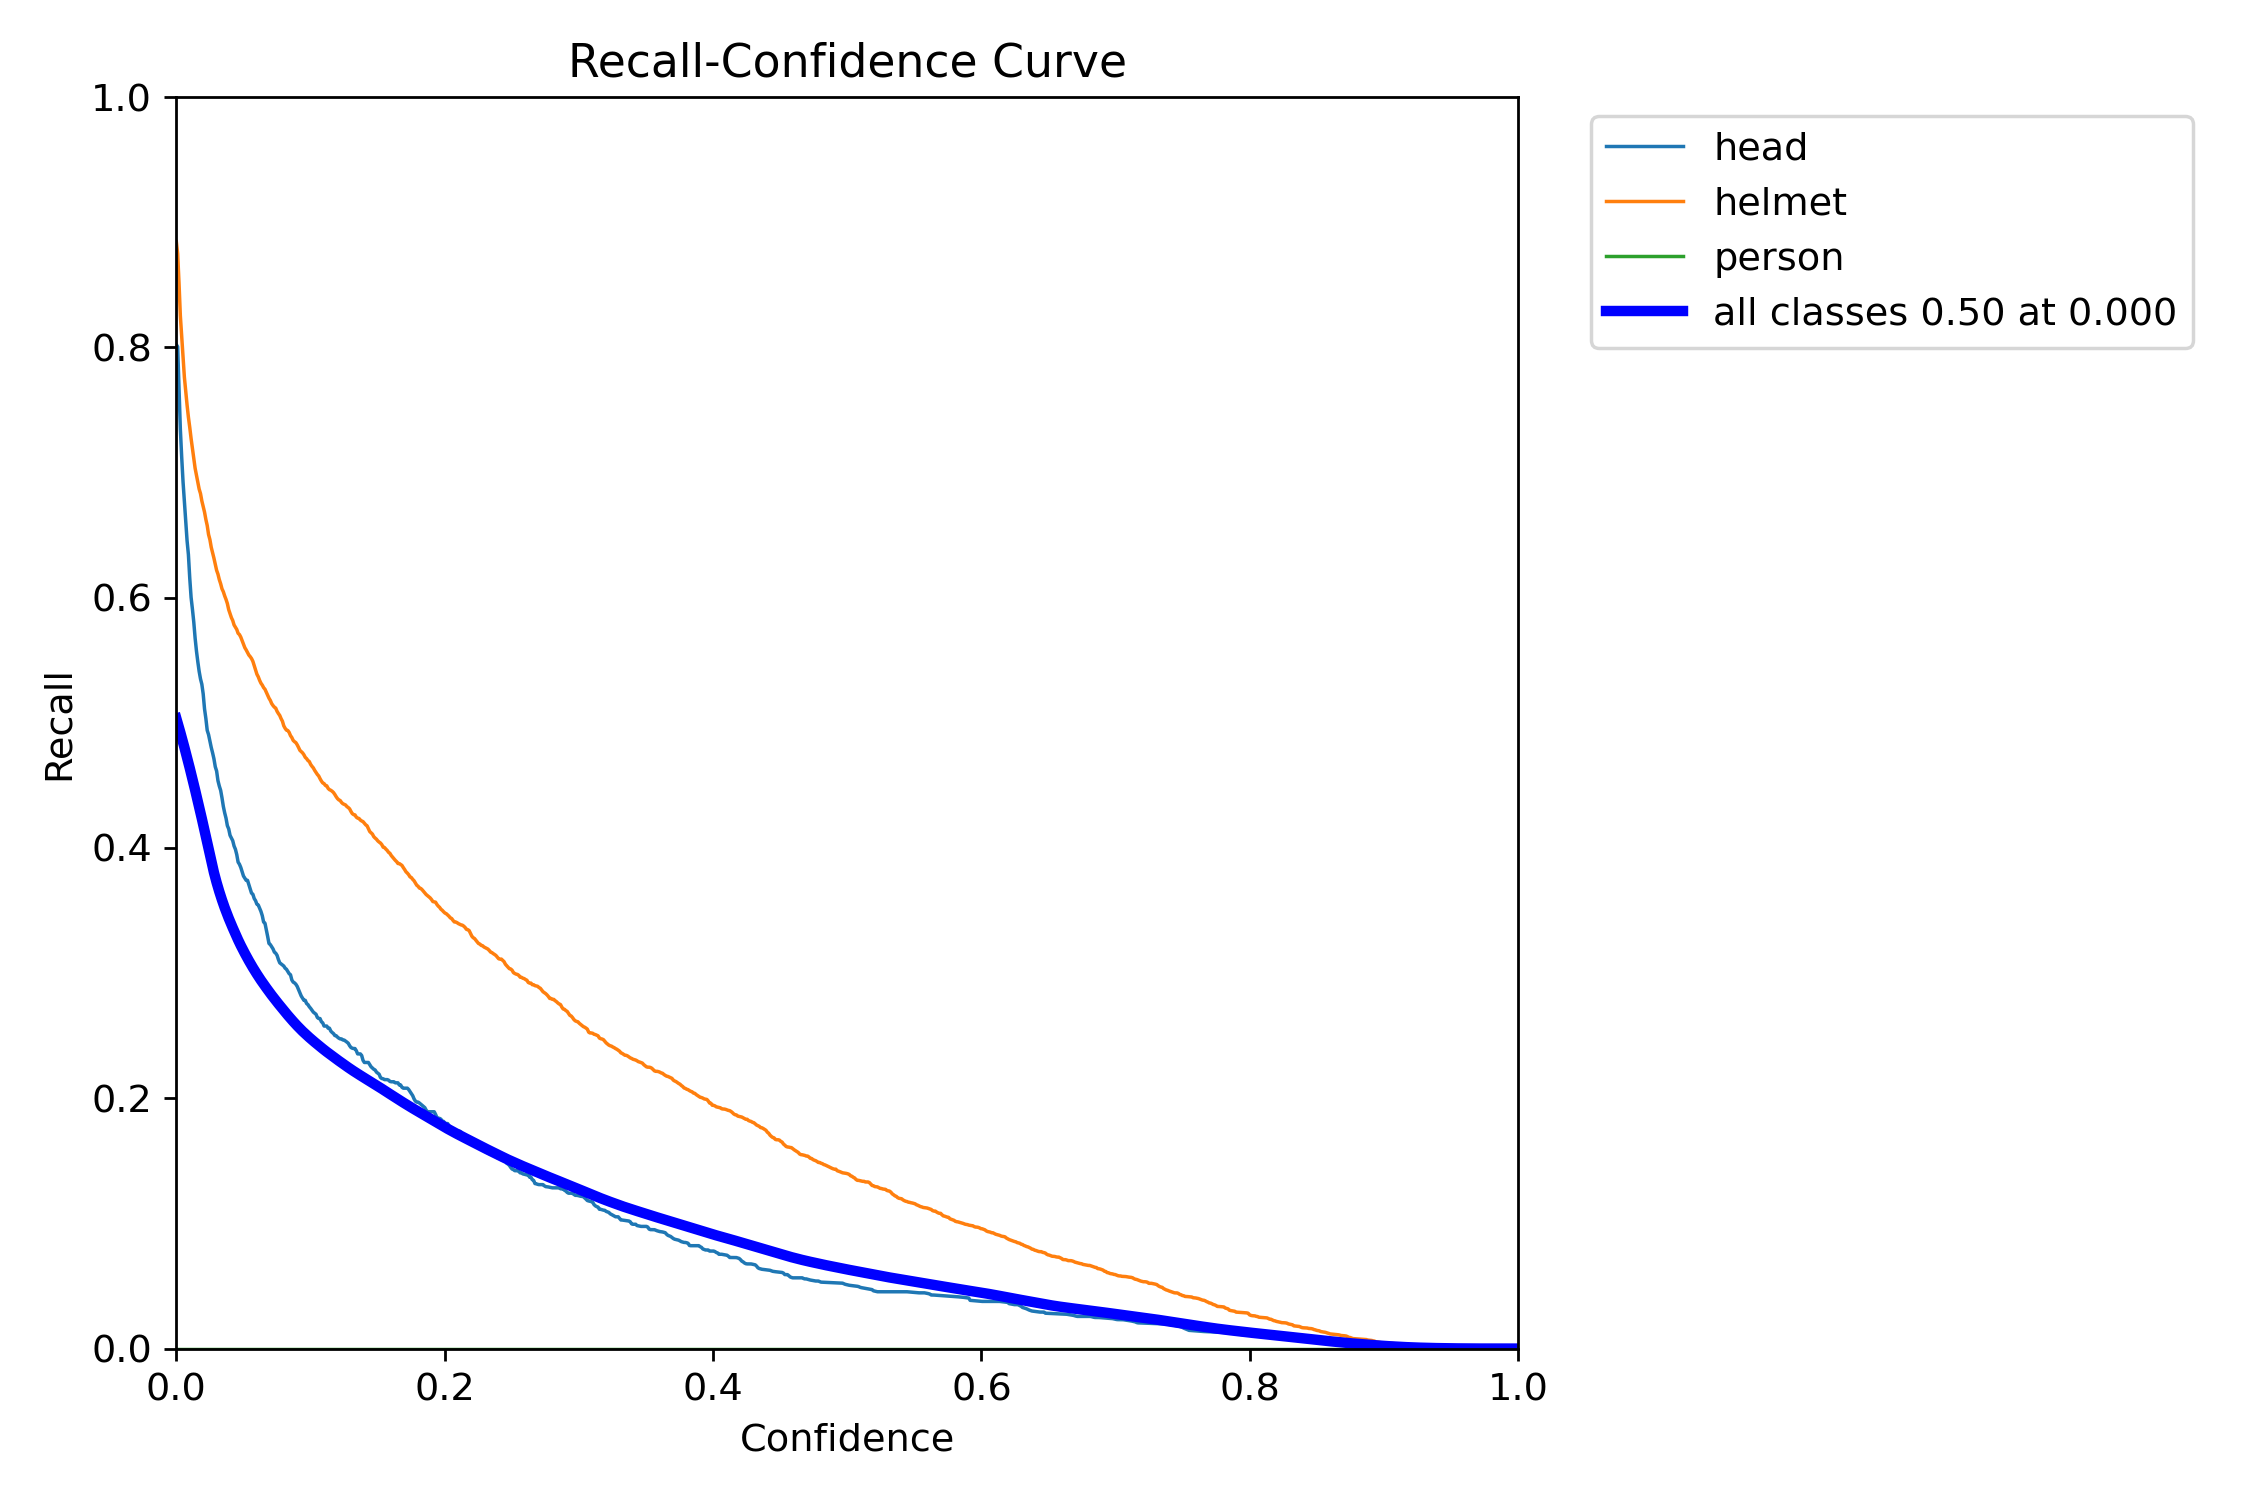 Recall-Confidence Curve
1.0
0.8
0.6
0.4
0.2
0.0
Recall
0.0 0.2 0.4 0.6 0.8 1.0
Confidence
head
helmet
person
all classes 0.50 at 0.000